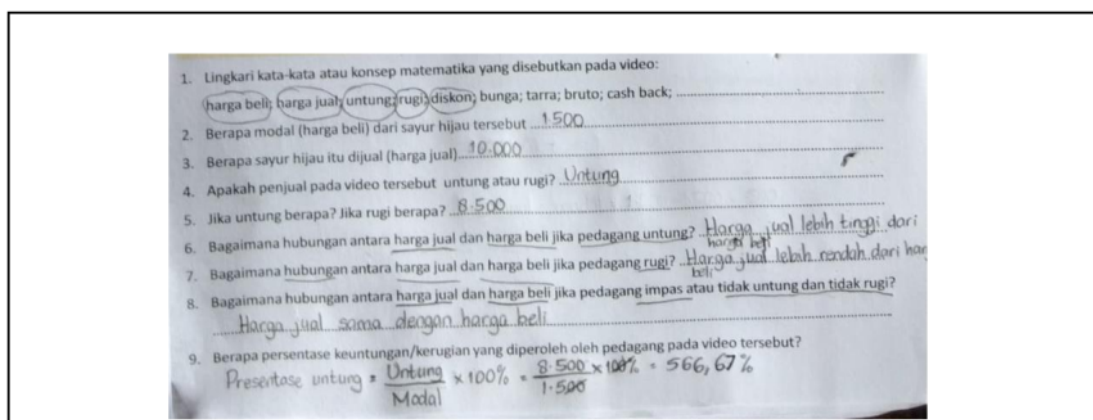 1. Lingkari kata-kata atau konsep matematika yang disebutkan pada video:
harga beli; harga jual; untung; rugi; diskon; bunga; tarra; bruto; cash back;
2. Berapa modal (harga beli) dari sayur hijau tersebut 1.500
3. Berapa sayur hijau itu dijual (harga jual) 10.000
4. Apakah penjual pada video tersebut untung atau rugi? Untung
5. Jika untung berapa? Jika rugi berapa? 8.500
6. Bagaimana hubungan antara harga jual dan harga beli jika pedagang untung? Harga jual lebih tinggi dari
harga beli
7. Bagaimana hubungan antara harga jual dan harga beli jika pedagang rugi? Harga jual lebih rendah dari har
beli
8. Bagaimana hubungan antara harga jual dan harga beli jika pedagang impas atau tidak untung dan tidak rugi?
Harga jual sama dengan harga beli
9. Berapa persentase keuntungan/kerugian yang diperoleh oleh pedagang pada video tersebut?
Presentase untung = Untung / Modal × 100% = 8.500 / 1.500 × 100% = 566,67%